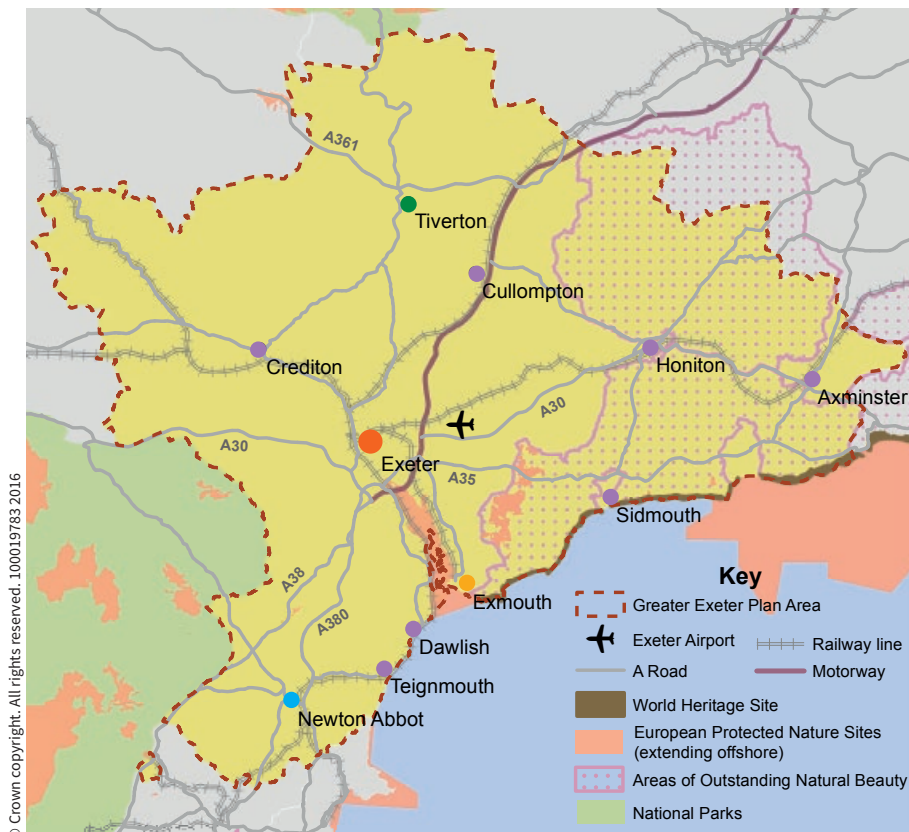 A361
Tiverton
Cullompton
Crediton
Honiton
Axminster
A30
A30
Exeter
A35
Sidmouth
A38
A380
Exmouth
Dawlish
Teignmouth
Newton Abbot
Key
Greater Exeter Plan Area
Exeter Airport
Railway line
A Road
Motorway
World Heritage Site
European Protected Nature Sites
(extending offshore)
Areas of Outstanding Natural Beauty
National Parks
© Crown copyright. All rights reserved. 100019783 2016